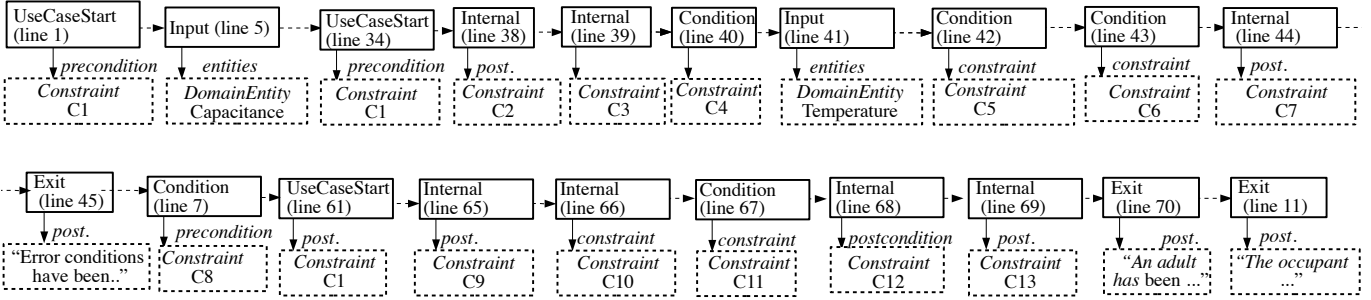 UseCaseStart
(line 1)
Input (line 5)
UseCaseStart
(line 34)
Internal
(line 38)
Internal
(line 39)
Condition
(line 40)
Input
(line 41)
Condition
(line 42)
Condition
(line 43)
Internal
(line 44)
precondition
entities
precondition
post.
entities
constraint
constraint
post.
Constraint
C1
DomainEntity
Capacitance
Constraint
C1
Constraint
C2
Constraint
C3
Constraint
C4
DomainEntity
Temperature
Constraint
C5
Constraint
C6
Constraint
C7
Exit
(line 45)
Condition
(line 7)
UseCaseStart
(line 61)
Internal
(line 65)
Internal
(line 66)
Condition
(line 67)
Internal
(line 68)
Internal
(line 69)
Exit
(line 70)
Exit
(line 11)
post.
precondition
post.
post.
constraint
constraint
postcondition
post.
post.
post.
“Error conditions
have been..”
Constraint
C8
Constraint
C1
Constraint
C9
Constraint
C10
Constraint
C11
Constraint
C12
Constraint
C13
“An adult
has been ...”
“The occupant
...”